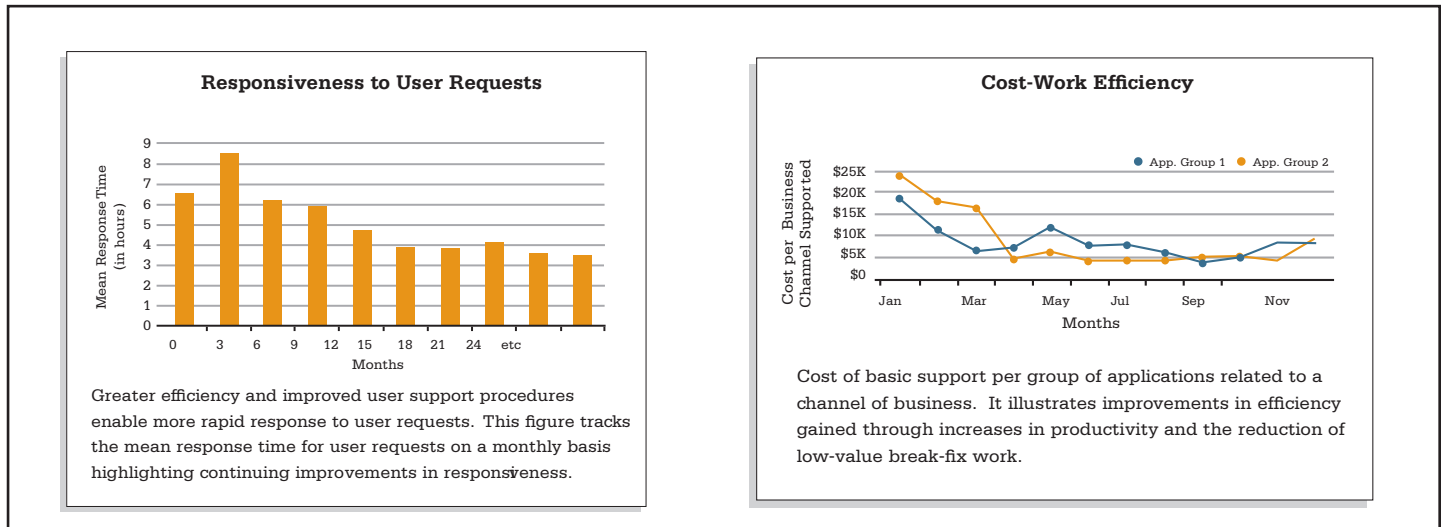 Responsiveness to User Requests
Mean Response Time
(in hours)
9
8
7
6
5
4
3
2
1
0
0 3 6 9 12 15 18 21 24 etc
Months
Greater efficiency and improved user support procedures
enable more rapid response to user requests. This figure tracks
the mean response time for user requests on a monthly basis
highlighting continuing improvements in responsiveness.
Cost-Work Efficiency
App. Group 1 App. Group 2
Cost per Business
Channel Supported
$25K
$20K
$15K
$10K
$5K
$0
Jan Mar May Jul Sep Nov
Months
Cost of basic support per group of applications related to a
channel of business. It illustrates improvements in efficiency
gained through increases in productivity and the reduction of
low-value break-fix work.